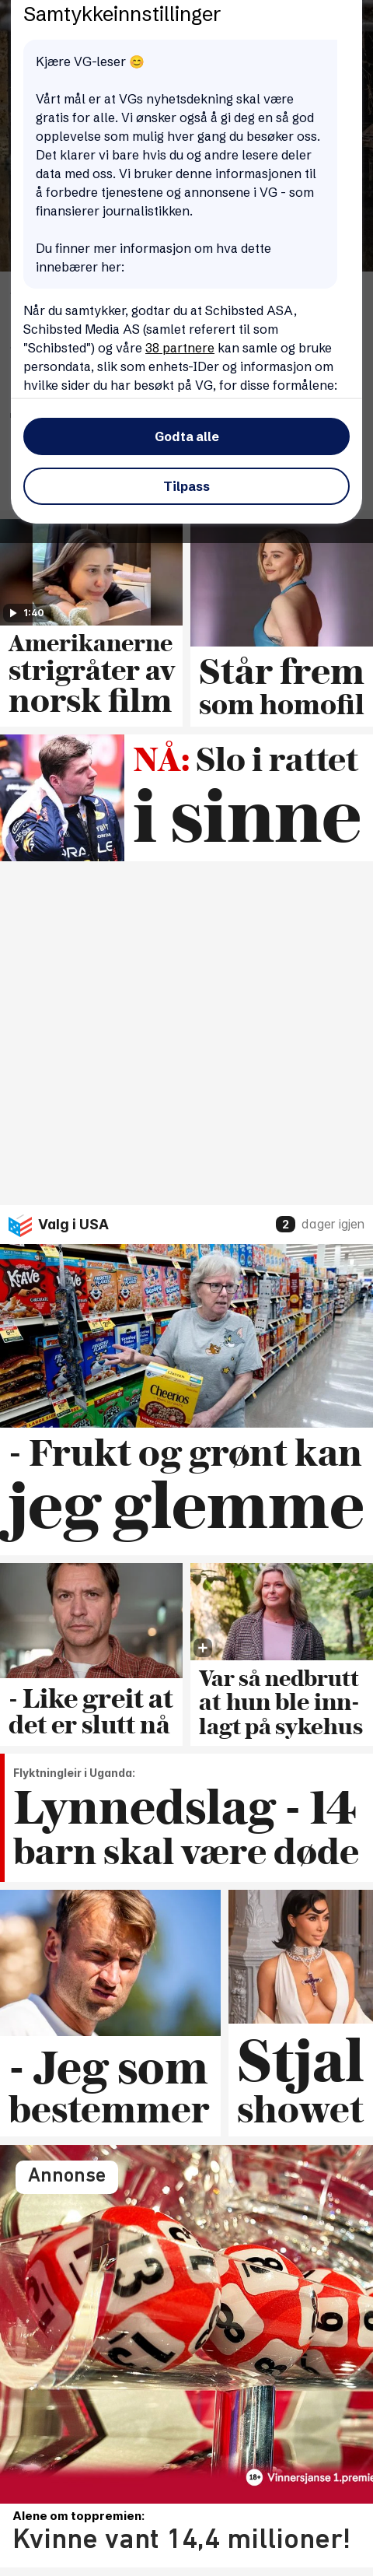 Samtykkeinnstillinger
Kjære VG-leser 😊
Vårt mål er at VGs nyhetsdekning skal være
gratis for alle. Vi ønsker også å gi deg en så god
opplevelse som mulig hver gang du besøker oss.
Det klarer vi bare hvis du og andre lesere deler
data med oss. Vi bruker denne informasjonen til
å forbedre tjenestene og annonsene i VG - som
finansierer journalistikken.
Du finner mer informasjon om hva dette
innebærer her:
Når du samtykker, godtar du at Schibsted ASA,
Schibsted Media AS (samlet referert til som
"Schibsted") og våre 38 partnere kan samle og bruke
persondata, slik som enhets-IDer og informasjon om
hvilke sider du har besøkt på VG, for disse formålene:
Godta alle
Tilpass
1:40
Amerikanerne
strigråter av
norsk film
Står frem
som homofil
NÅ: Slo i rattet
i sinne
ORACLE
Valg i USA
2 dager igjen
KRAVE
Cheerios
- Frukt og grønt kan
jeg glemme
- Like greit at
det er slutt nå
Var så nedbrutt
at hun ble inn-
lagt på sykehus
Flyktningleir i Uganda:
Lynnedslag - 14
barn skal være døde
- Jeg som
bestemmer
Stjal
showet
Annonse
18+ Vinnersjanse 1.premie
Alene om toppremien:
Kvinne vant 14,4 millioner!